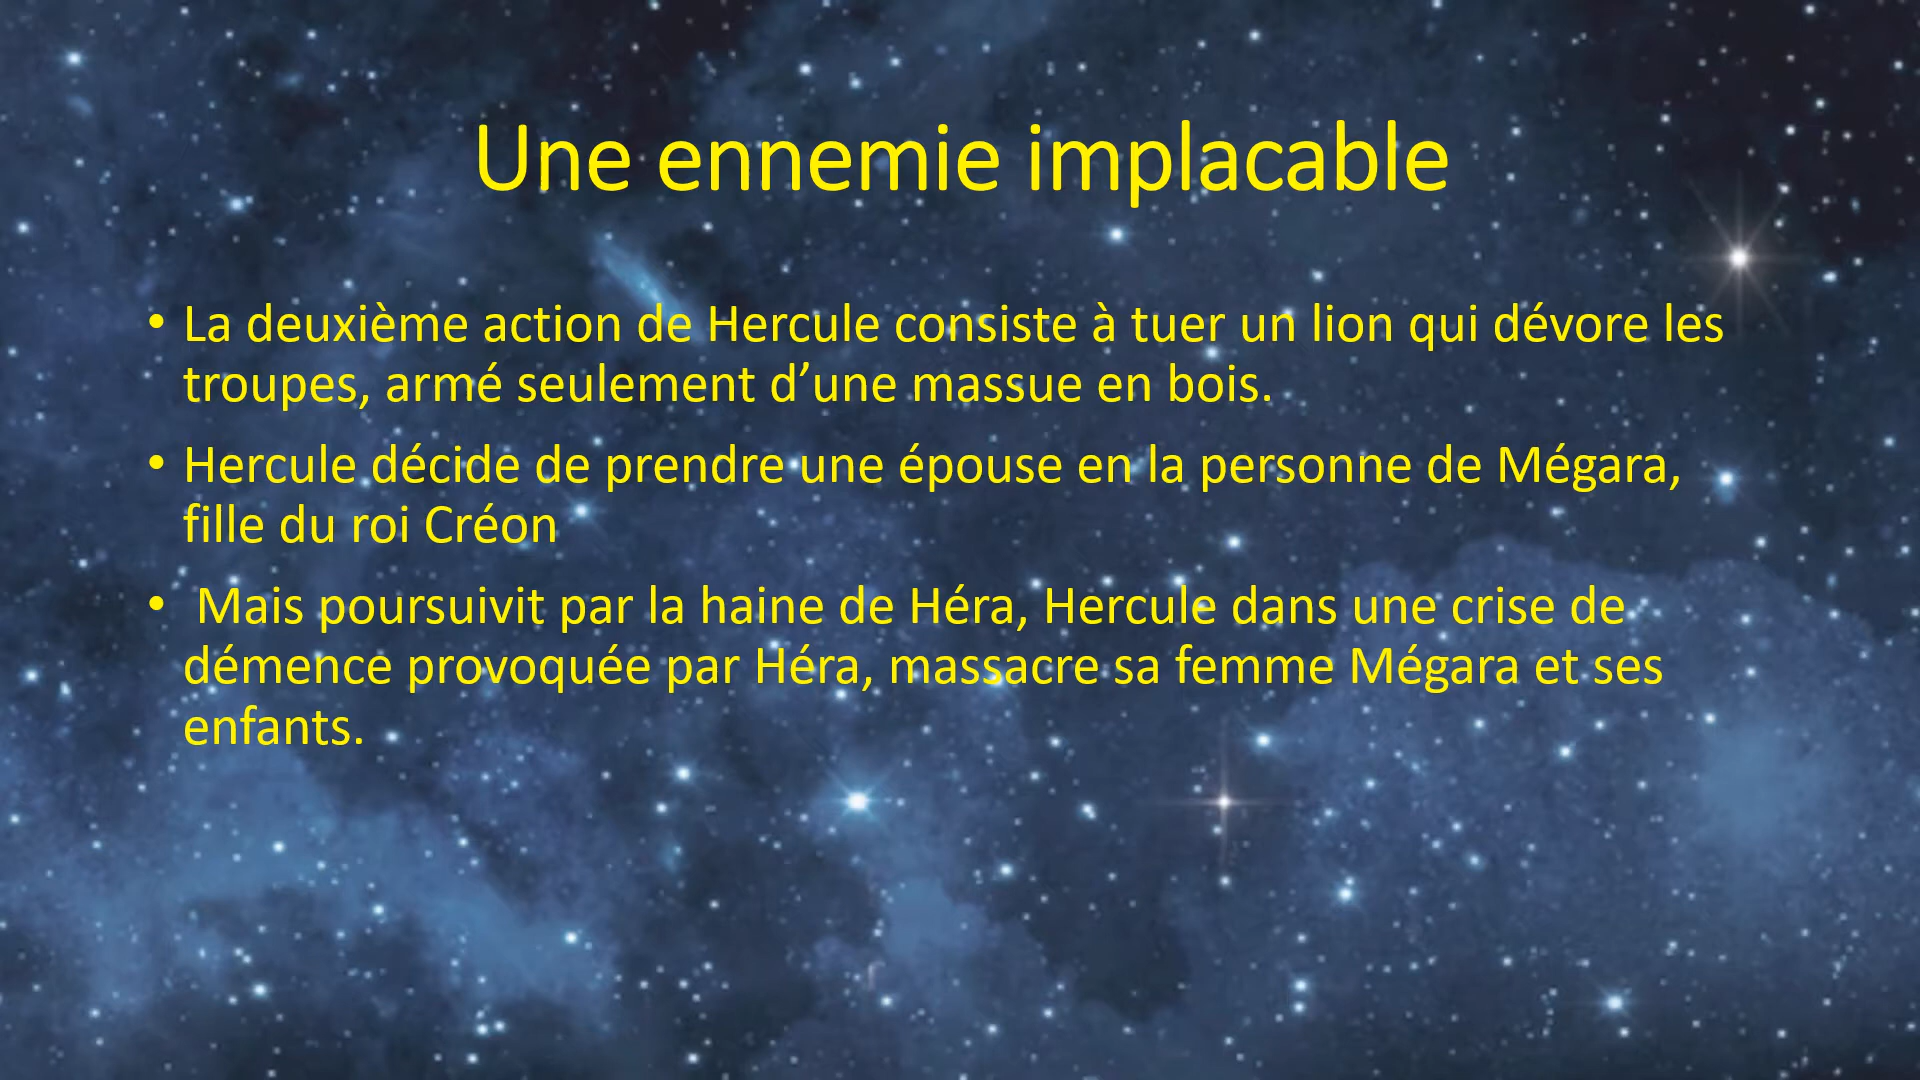 Une ennemie implacable
• La deuxième action de Hercule consiste à tuer un lion qui dévore les
troupes, armé seulement d’une massue en bois.
• Hercule décide de prendre une épouse en la personne de Mégara,
fille du roi Créon
• Mais poursuivit par la haine de Héra, Hercule dans une crise de
démence provoquée par Héra, massacre sa femme Mégara et ses
enfants.